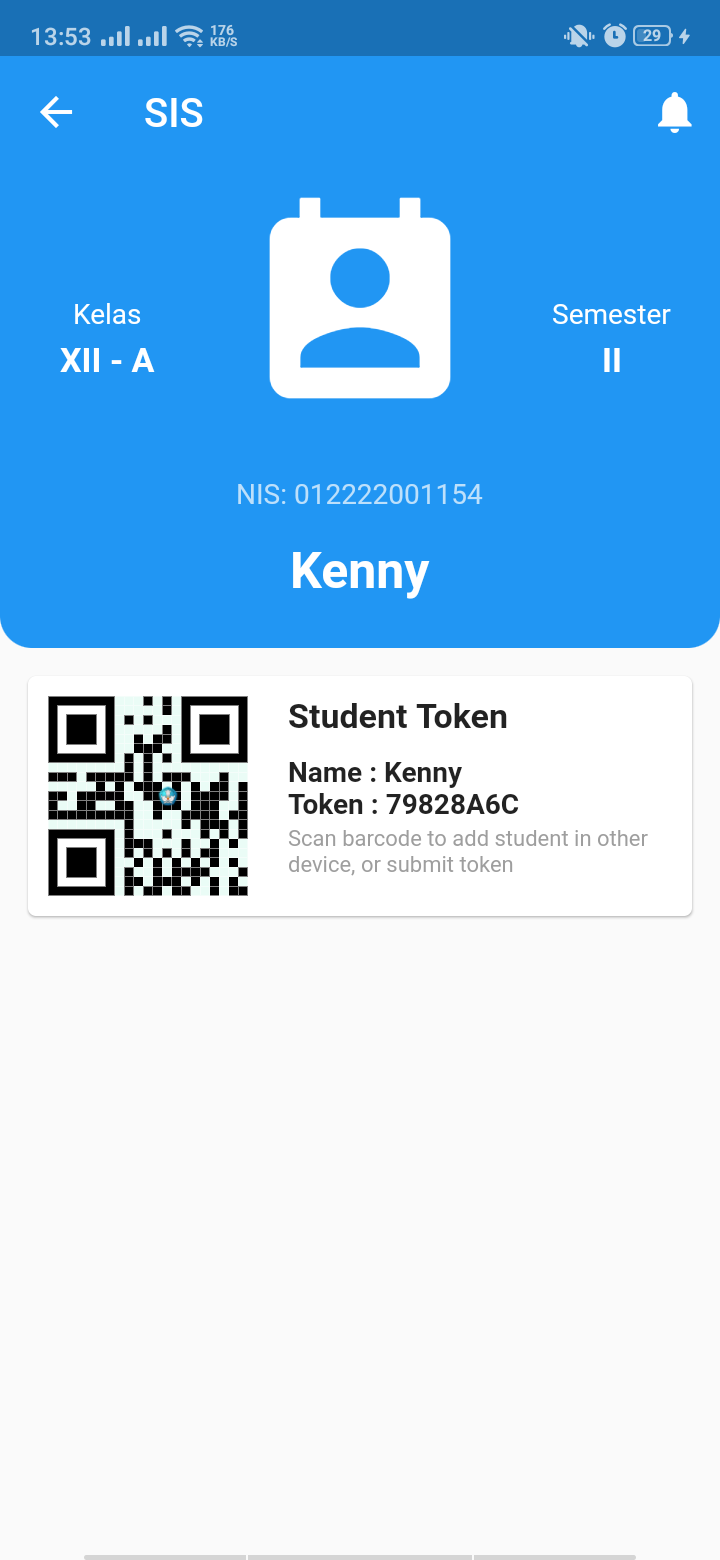 13:53 176 KB/S 29
SIS
Kelas
XII - A
Semester
II
NIS: 012222001154
Kenny
Student Token
Name : Kenny
Token : 79828A6C
Scan barcode to add student in other
device, or submit token